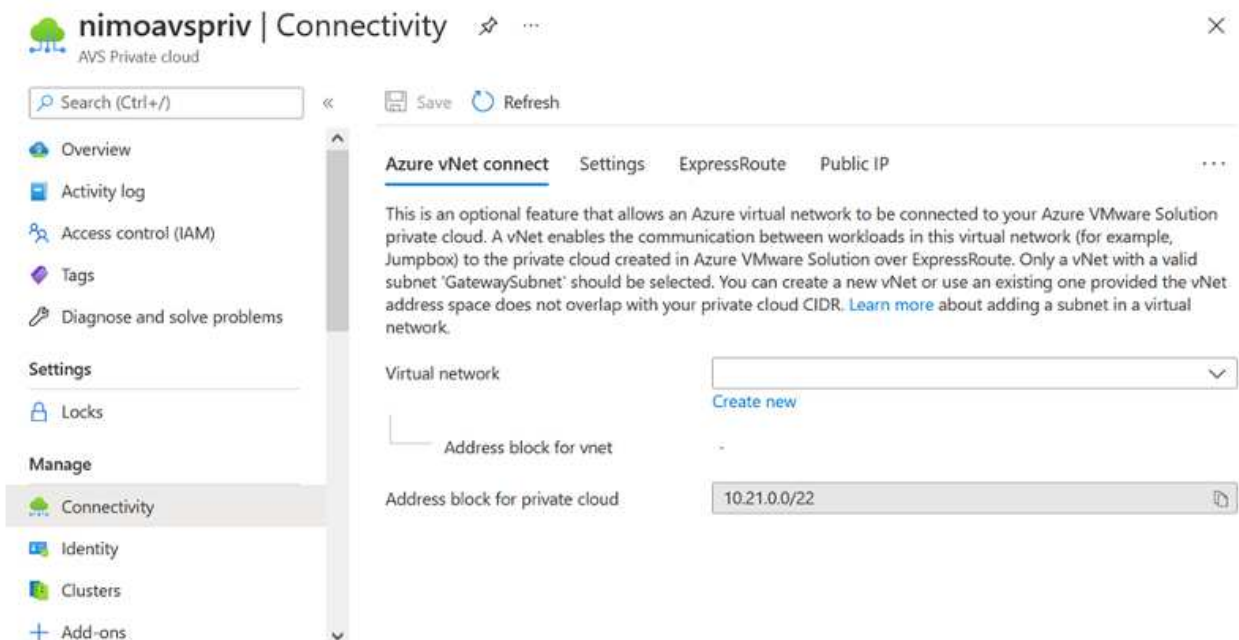 nimoavspriv | Connectivity ...
AVS Private cloud
Search (Ctrl+/)
«
Overview
Activity log
Access control (IAM)
Tags
Diagnose and solve problems
Settings
Locks
Manage
Connectivity
Identity
Clusters
Add-ons
Save Refresh
Azure vNet connect Settings ExpressRoute Public IP ...
This is an optional feature that allows an Azure virtual network to be connected to your Azure VMware Solution
private cloud. A vNet enables the communication between workloads in this virtual network (for example,
Jumpbox) to the private cloud created in Azure VMware Solution over ExpressRoute. Only a vNet with a valid
subnet 'GatewaySubnet' should be selected. You can create a new vNet or use an existing one provided the vNet
address space does not overlap with your private cloud CIDR. Learn more about adding a subnet in a virtual
network.
Virtual network
Create new
Address block for vnet -
Address block for private cloud 10.21.0.0/22